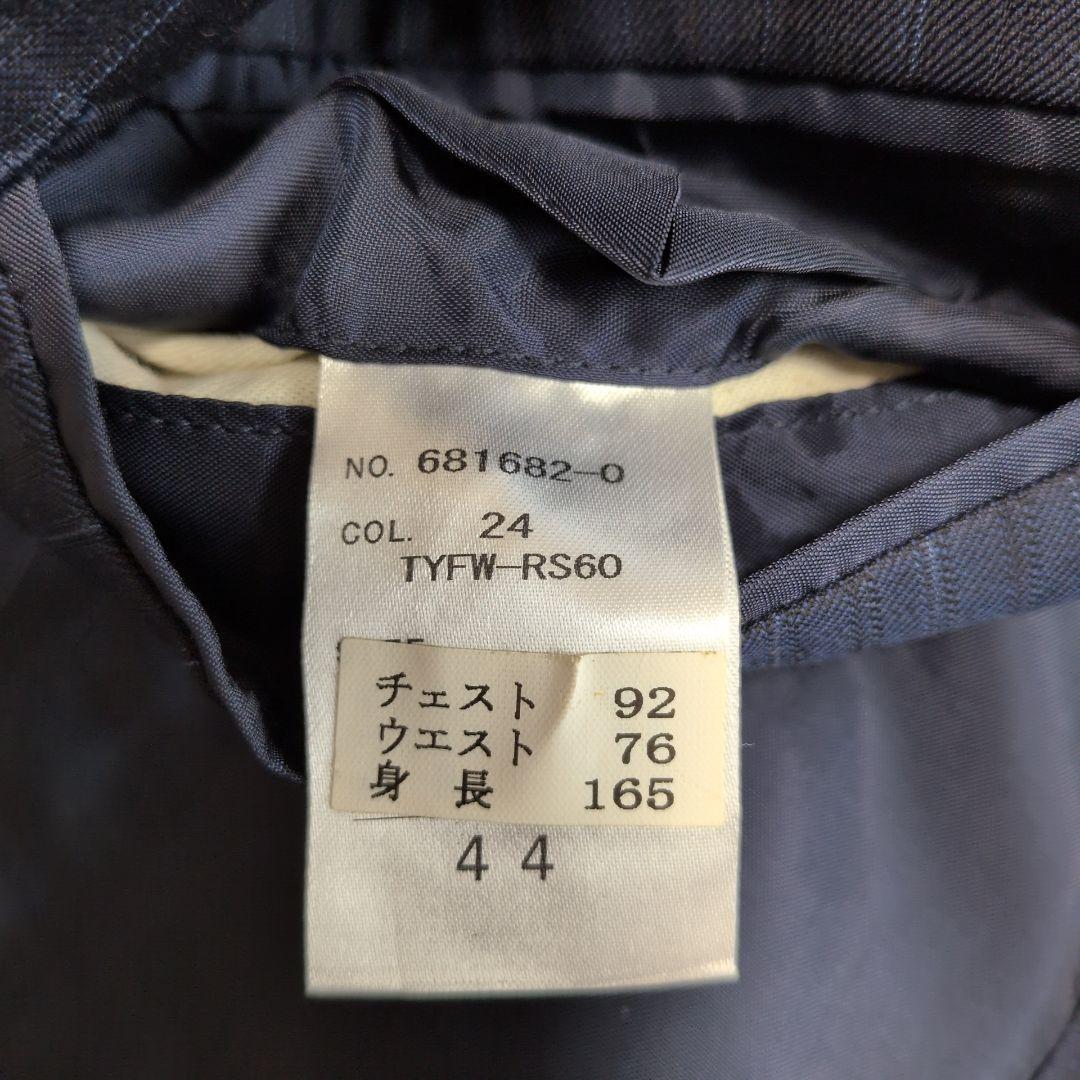 NO. 681682-0
COL. 24
TYFW-RS60
チェスト 92
ウエスト 76
身長 165
44